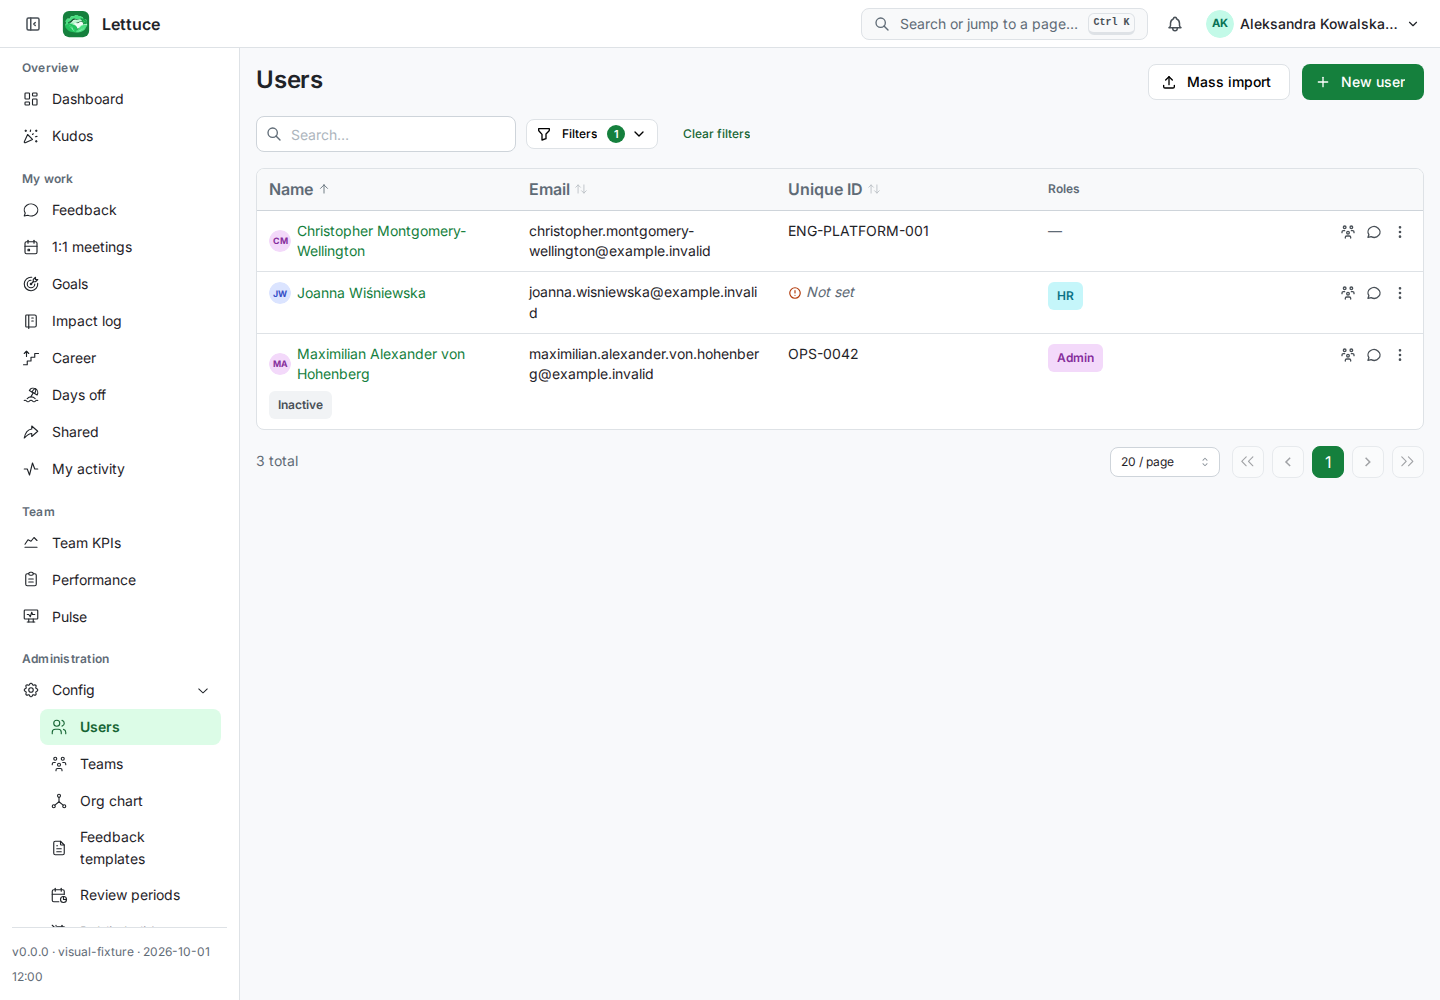 Lettuce
Search or jump to a page...
Ctrl K
AK
Aleksandra Kowalska...
Overview
Dashboard
Kudos
My work
Feedback
1:1 meetings
Goals
Impact log
Career
Days off
Shared
My activity
Team
Team KPIs
Performance
Pulse
Administration
Config
Users
Teams
Org chart
Feedback
templates
Review periods
v0.0.0 · visual-fixture · 2026-10-01
12:00
Users
Mass import
New user
Search...
Filters 1
Clear filters
Name
Email
Unique ID
Roles
CM
Christopher Montgomery-
Wellington
christopher.montgomery-
wellington@example.invalid
ENG-PLATFORM-001
—
JW
Joanna Wiśniewska
joanna.wisniewska@example.invali
d
Not set
HR
MA
Maximilian Alexander von
Hohenberg
Inactive
maximilian.alexander.von.hohenber
g@example.invalid
OPS-0042
Admin
3 total
20 / page
1